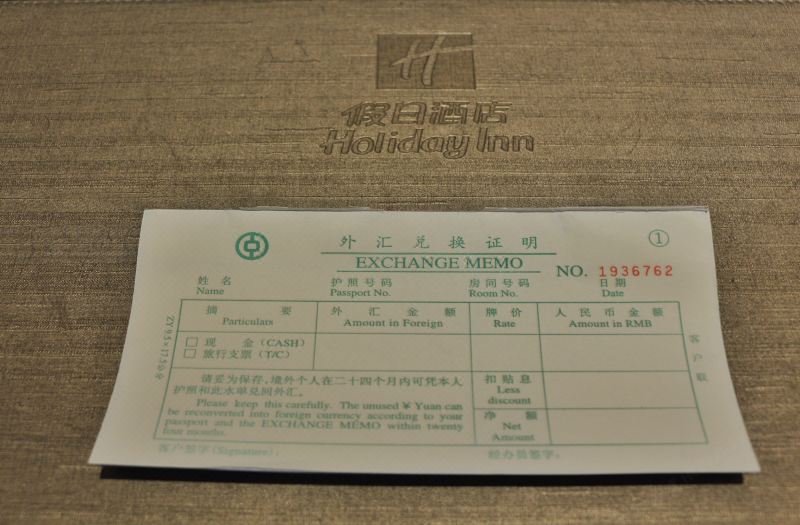 H
假日酒店
Holiday Inn
外汇兑换证明
①
EXCHANGE MEMO
NO. 1936762
姓名 护照号码 房间号码 日期
Name Passport No. Room No. Date
摘要 外汇金额 牌价 人民币金额
Particulars Amount in Foreign Rate Amount in RMB
□ 现金(CASH)
□ 旅行支票(T/C)
请妥为保存,境外个人在二十四个月内可凭本人
护照和此水单兑回外汇。
Please keep this carefully. The unused ¥ Yuan can
be reconverted into foreign currency according to your
passport and the EXCHANGE MEMO within twenty
four months.
扣贴息
Less
discount
净额
Net
Amount
客户签字(Signature): 经办员签字:
ZY9.5×17.5公分
客户联